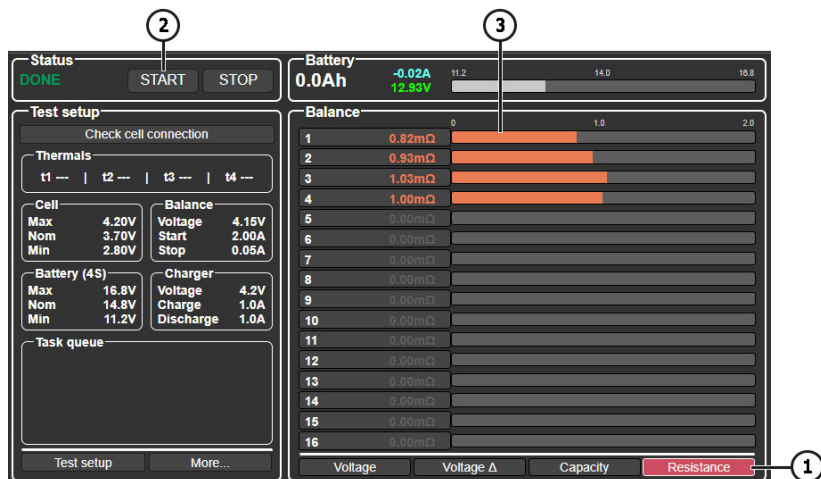 2
3
Status
DONE START STOP
Battery
0.0Ah -0.02A 11.2 14.0 16.8
12.93V
Test setup
Check cell connection
Thermals
t1 --- | t2 --- | t3 --- | t4 ---
Cell
Max 4.20V
Nom 3.70V
Min 2.80V
Balance
Voltage 4.15V
Start 2.00A
Stop 0.05A
Battery (4S)
Max 16.8V
Nom 14.8V
Min 11.2V
Charger
Voltage 4.2V
Charge 1.0A
Discharge 1.0A
Task queue
Test setup More...
Balance
0 1.0 2.0
1 0.82mΩ
2 0.93mΩ
3 1.03mΩ
4 1.00mΩ
5 0.00mΩ
6 0.00mΩ
7 0.00mΩ
8 0.00mΩ
9 0.00mΩ
10 0.00mΩ
11 0.00mΩ
12 0.00mΩ
13 0.00mΩ
14 0.00mΩ
15 0.00mΩ
16 0.00mΩ
Voltage Voltage Δ Capacity Resistance
1